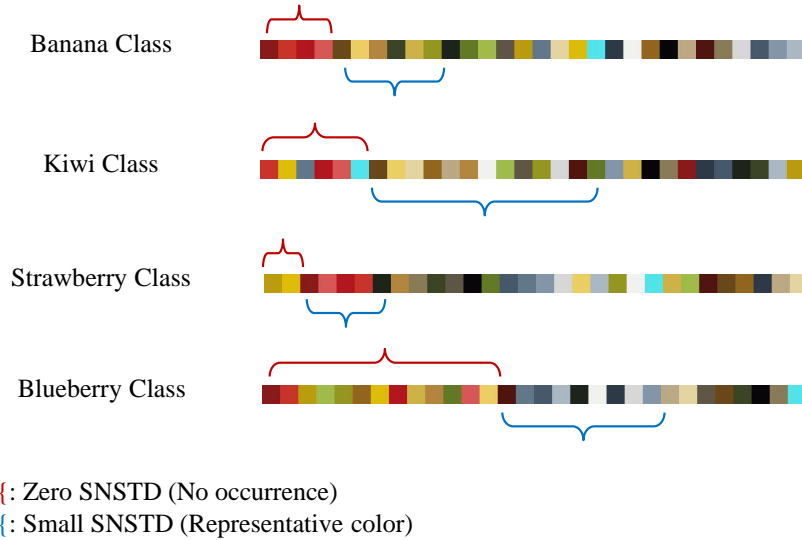 Banana Class
Kiwi Class
Strawberry Class
Blueberry Class
{: Zero SNSTD (No occurrence)
{: Small SNSTD (Representative color)